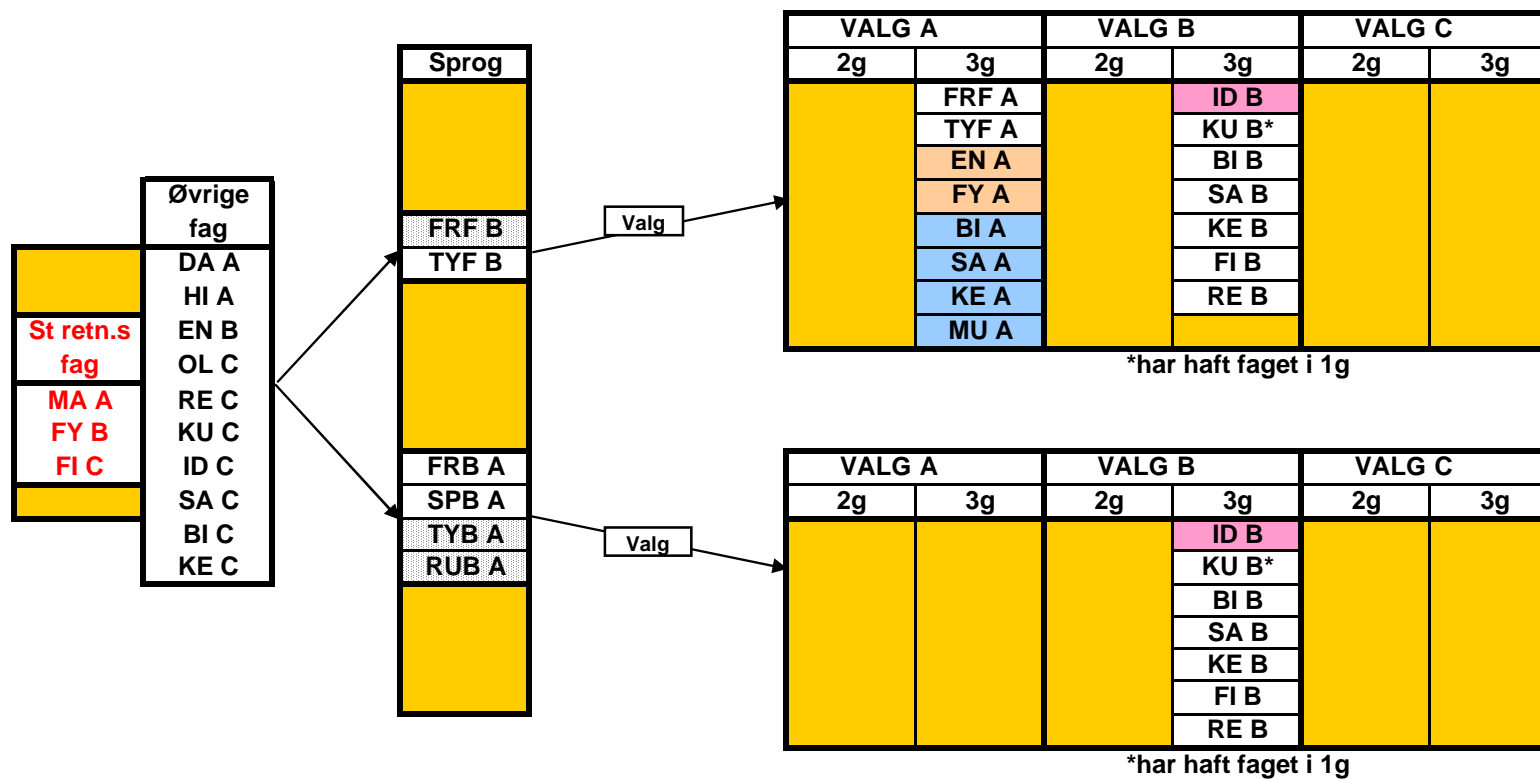 St retn.s
fag
MA A
FY B
FI C
Øvrige
fag
DA A
HI A
EN B
OL C
RE C
KU C
ID C
SA C
BI C
KE C
Sprog
FRF B
TYF B
FRB A
SPB A
TYB A
RUB A
Valg
Valg
VALG A VALG B VALG C
2g 3g 2g 3g 2g 3g
FRF A ID B
TYF A KU B*
EN A BI B
FY A SA B
BI A KE B
SA A FI B
KE A RE B
MU A
*har haft faget i 1g
VALG A VALG B VALG C
2g 3g 2g 3g 2g 3g
ID B
KU B*
BI B
SA B
KE B
FI B
RE B
*har haft faget i 1g